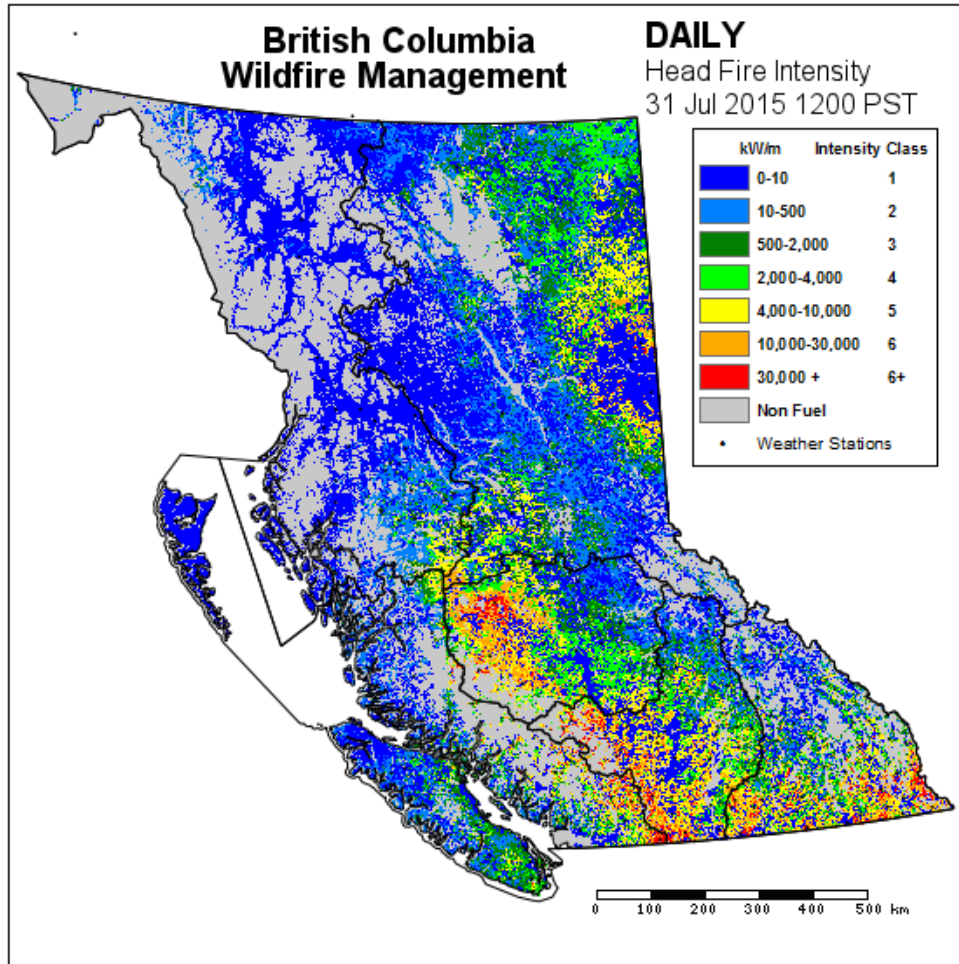 British Columbia
Wildfire Management
DAILY
Head Fire Intensity
31 Jul 2015 1200 PST
kW/m Intensity Class
0-10 1
10-500 2
500-2,000 3
2,000-4,000 4
4,000-10,000 5
10,000-30,000 6
30,000 + 6+
Non Fuel
Weather Stations
0 100 200 300 400 500 km